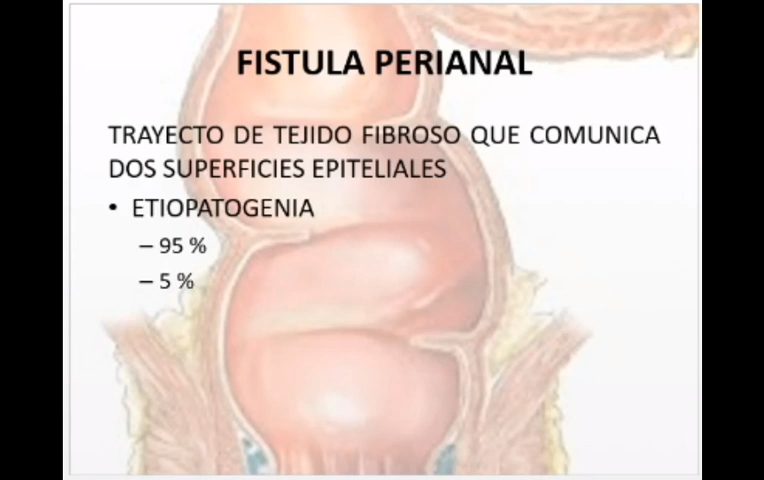 FISTULA PERIANAL
TRAYECTO DE TEJIDO FIBROSO QUE COMUNICA
DOS SUPERFICIES EPITELIALES
• ETIOPATOGENIA
– 95 %
– 5 %